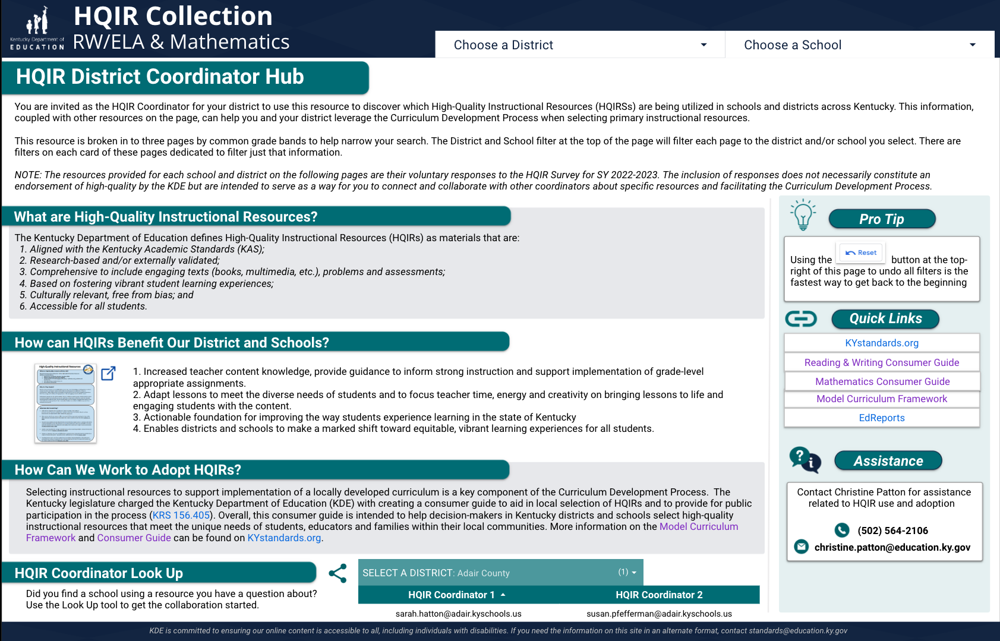 Kentucky Department of
EDUCATION
HQIR Collection
RW/ELA & Mathematics
Choose a District
Choose a School
HQIR District Coordinator Hub
You are invited as the HQIR Coordinator for your district to use this resource to discover which High-Quality Instructional Resources (HQIRSs) are being utilized in schools and districts across Kentucky. This information,
coupled with other resources on the page, can help you and your district leverage the Curriculum Development Process when selecting primary instructional resources.
This resource is broken in to three pages by common grade bands to help narrow your search. The District and School filter at the top of the page will filter each page to the district and/or school you select. There are
filters on each card of these pages dedicated to filter just that information.
NOTE: The resources provided for each school and district on the following pages are their voluntary responses to the HQIR Survey for SY 2022-2023. The inclusion of responses does not necessarily constitute an
endorsement of high-quality by the KDE but are intended to serve as a way for you to connect and collaborate with other coordinators about specific resources and facilitating the Curriculum Development Process.
What are High-Quality Instructional Resources?
The Kentucky Department of Education defines High-Quality Instructional Resources (HQIRs) as materials that are:
1. Aligned with the Kentucky Academic Standards (KAS);
2. Research-based and/or externally validated;
3. Comprehensive to include engaging texts (books, multimedia, etc.), problems and assessments;
4. Based on fostering vibrant student learning experiences;
5. Culturally relevant, free from bias; and
6. Accessible for all students.
How can HQIRs Benefit Our District and Schools?
High-Quality Instructional Resources
1. Increased teacher content knowledge, provide guidance to inform strong instruction and support implementation of grade-level
appropriate assignments.
2. Adapt lessons to meet the diverse needs of students and to focus teacher time, energy and creativity on bringing lessons to life and
engaging students with the content.
3. Actionable foundation for improving the way students experience learning in the state of Kentucky
4. Enables districts and schools to make a marked shift toward equitable, vibrant learning experiences for all students.
How Can We Work to Adopt HQIRs?
Selecting instructional resources to support implementation of a locally developed curriculum is a key component of the Curriculum Development Process.  The
Kentucky legislature charged the Kentucky Department of Education (KDE) with creating a consumer guide to aid in local selection of HQIRs and to provide for public
participation in the process (KRS 156.405). Overall, this consumer guide is intended to help decision-makers in Kentucky districts and schools select high-quality
instructional resources that meet the unique needs of students, educators and families within their local communities. More information on the Model Curriculum
Framework and Consumer Guide can be found on KYstandards.org.
HQIR Coordinator Look Up
Did you find a school using a resource you have a question about?
Use the Look Up tool to get the collaboration started.
SELECT A DISTRICT: Adair County (1)
HQIR Coordinator 1
HQIR Coordinator 2
sarah.hatton@adair.kyschools.us
susan.pfefferman@adair.kyschools.us
Pro Tip
Using the Reset button at the top-
right of this page to undo all filters is the
fastest way to get back to the beginning
Quick Links
KYstandards.org
Reading & Writing Consumer Guide
Mathematics Consumer Guide
Model Curriculum Framework
EdReports
Assistance
Contact Christine Patton for assistance
related to HQIR use and adoption
(502) 564-2106
christine.patton@education.ky.gov
KDE is committed to ensuring our online content is accessible to all, including individuals with disabilities. If you need the information on this site in an alternate format, contact standards@education.ky.gov